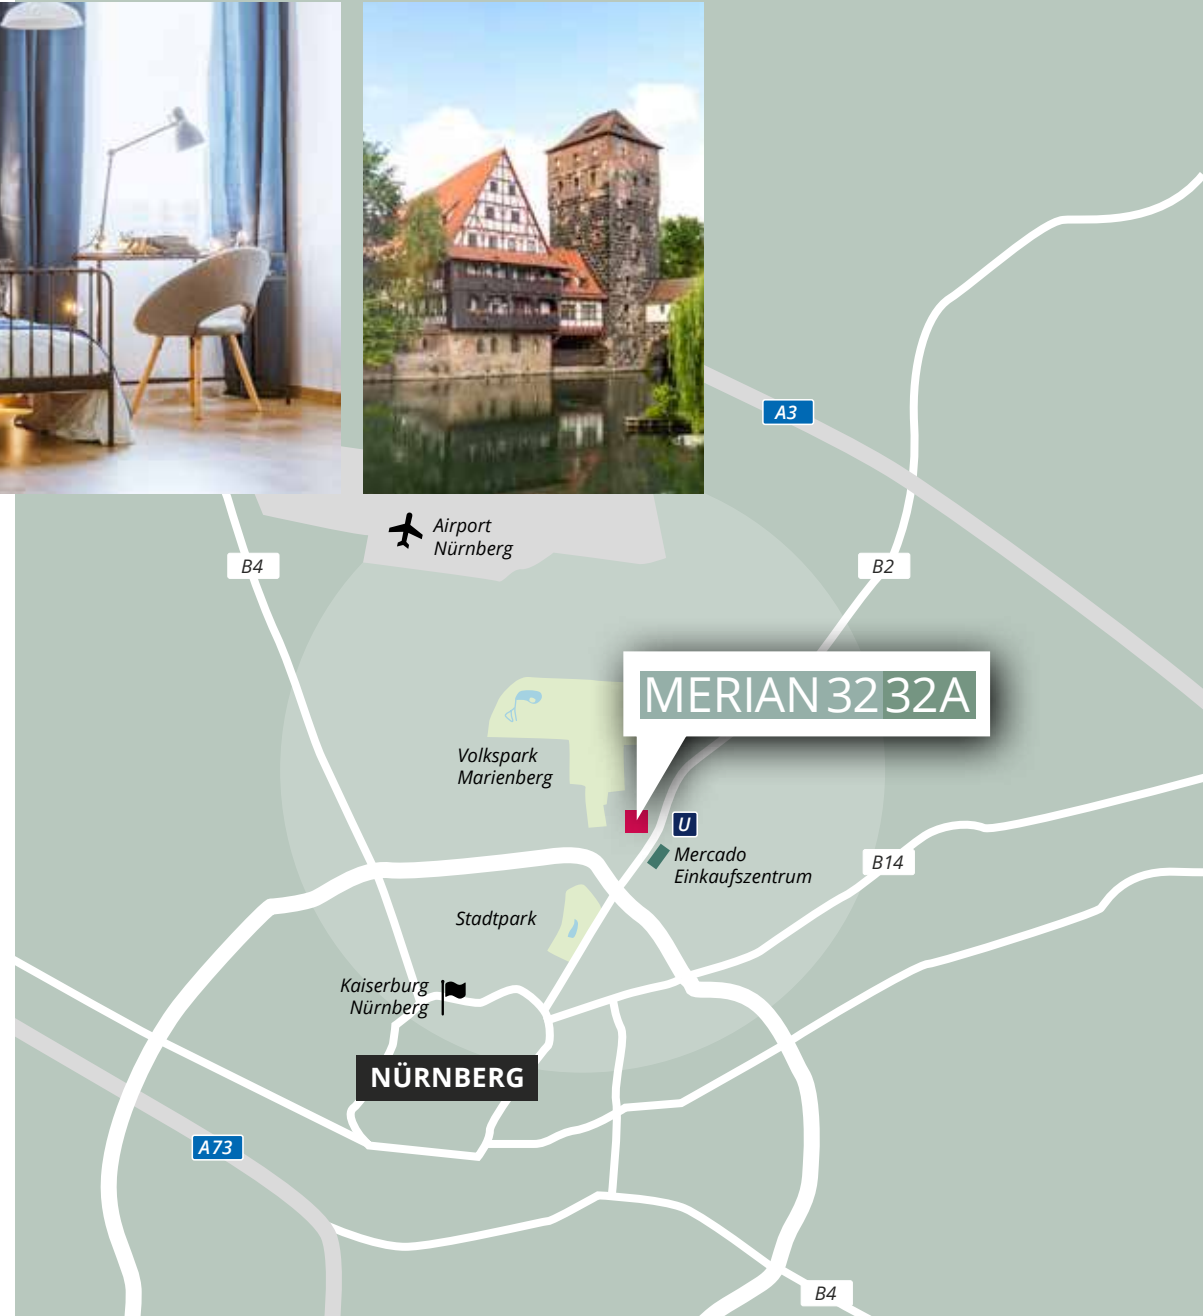 A3
Airport
Nürnberg
B4
B2
MERIAN 32 32A
Volkspark
Marienberg
U
Mercado
Einkaufszentrum
B14
Stadtpark
Kaiserburg
Nürnberg
NÜRNBERG
A73
B4